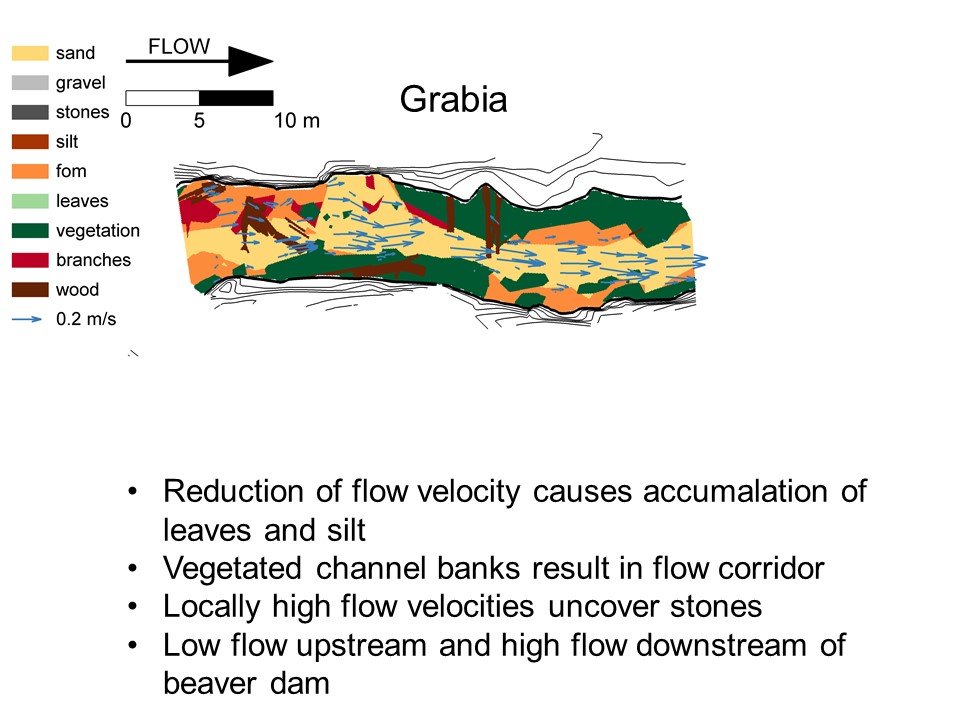 FLOW
sand
gravel
stones
silt
fom
leaves
vegetation
branches
wood
0.2 m/s
0 5 10 m
Grabia
• Reduction of flow velocity causes accumalation of
leaves and silt
• Vegetated channel banks result in flow corridor
• Locally high flow velocities uncover stones
• Low flow upstream and high flow downstream of
beaver dam